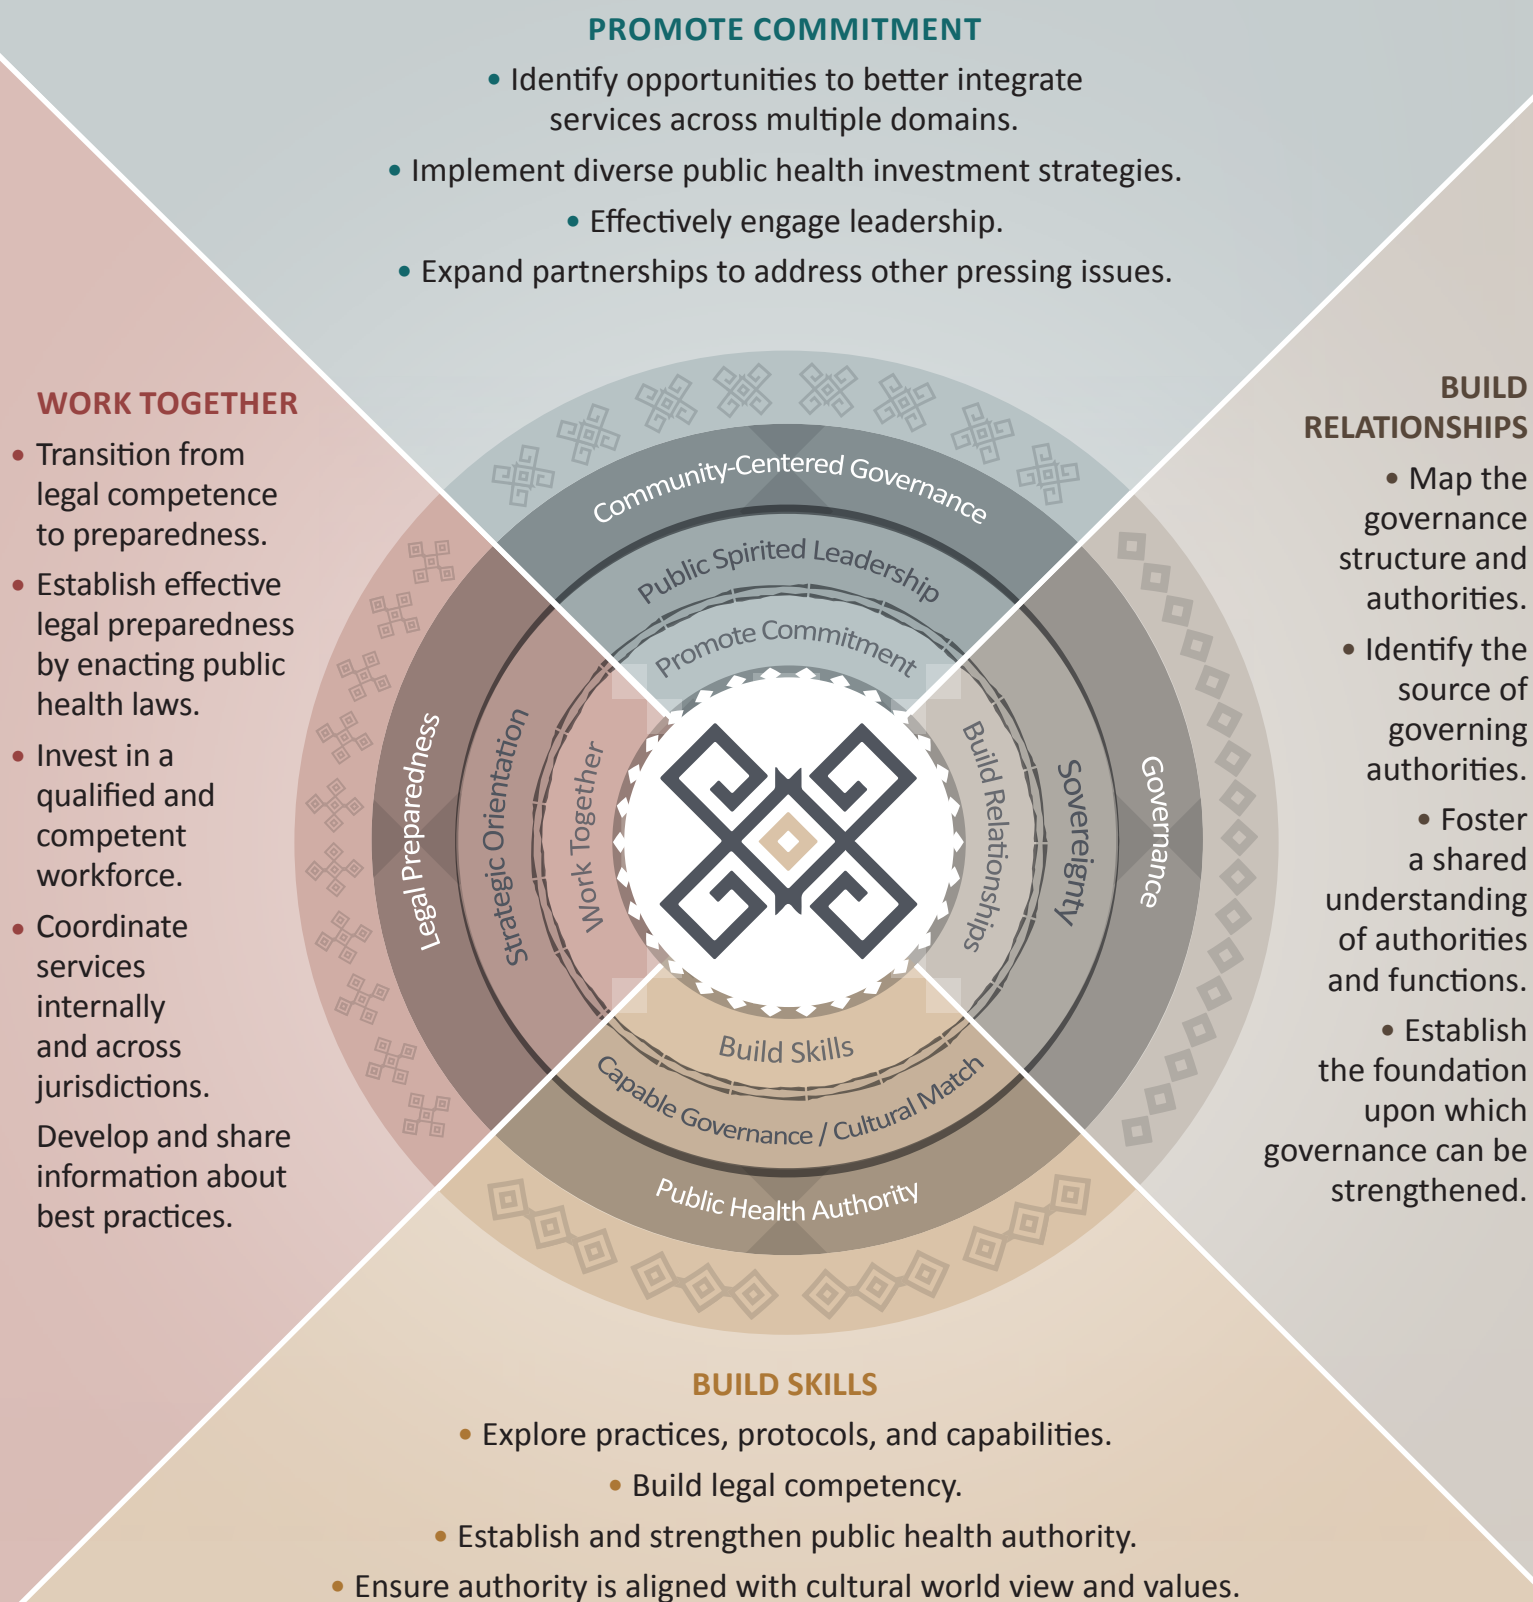 PROMOTE COMMITMENT
• Identify opportunities to better integrate
services across multiple domains.
• Implement diverse public health investment strategies.
• Effectively engage leadership.
• Expand partnerships to address other pressing issues.
WORK TOGETHER
• Transition from
legal competence
to preparedness.
• Establish effective
legal preparedness
by enacting public
health laws.
• Invest in a
qualified and
competent
workforce.
• Coordinate
services
internally
and across
jurisdictions.
Develop and share
information about
best practices.
Community-Centered Governance
Public Spirited Leadership
Promote Commitment
Legal Preparedness
Strategic Orientation
Work Together
Build Relationships
Sovereignty
Governance
Build Skills
Capable Governance / Cultural Match
Public Health Authority
BUILD
RELATIONSHIPS
• Map the
governance
structure and
authorities.
• Identify the
source of
governing
authorities.
• Foster
a shared
understanding
of authorities
and functions.
• Establish
the foundation
upon which
governance can be
strengthened.
BUILD SKILLS
• Explore practices, protocols, and capabilities.
• Build legal competency.
• Establish and strengthen public health authority.
• Ensure authority is aligned with cultural world view and values.